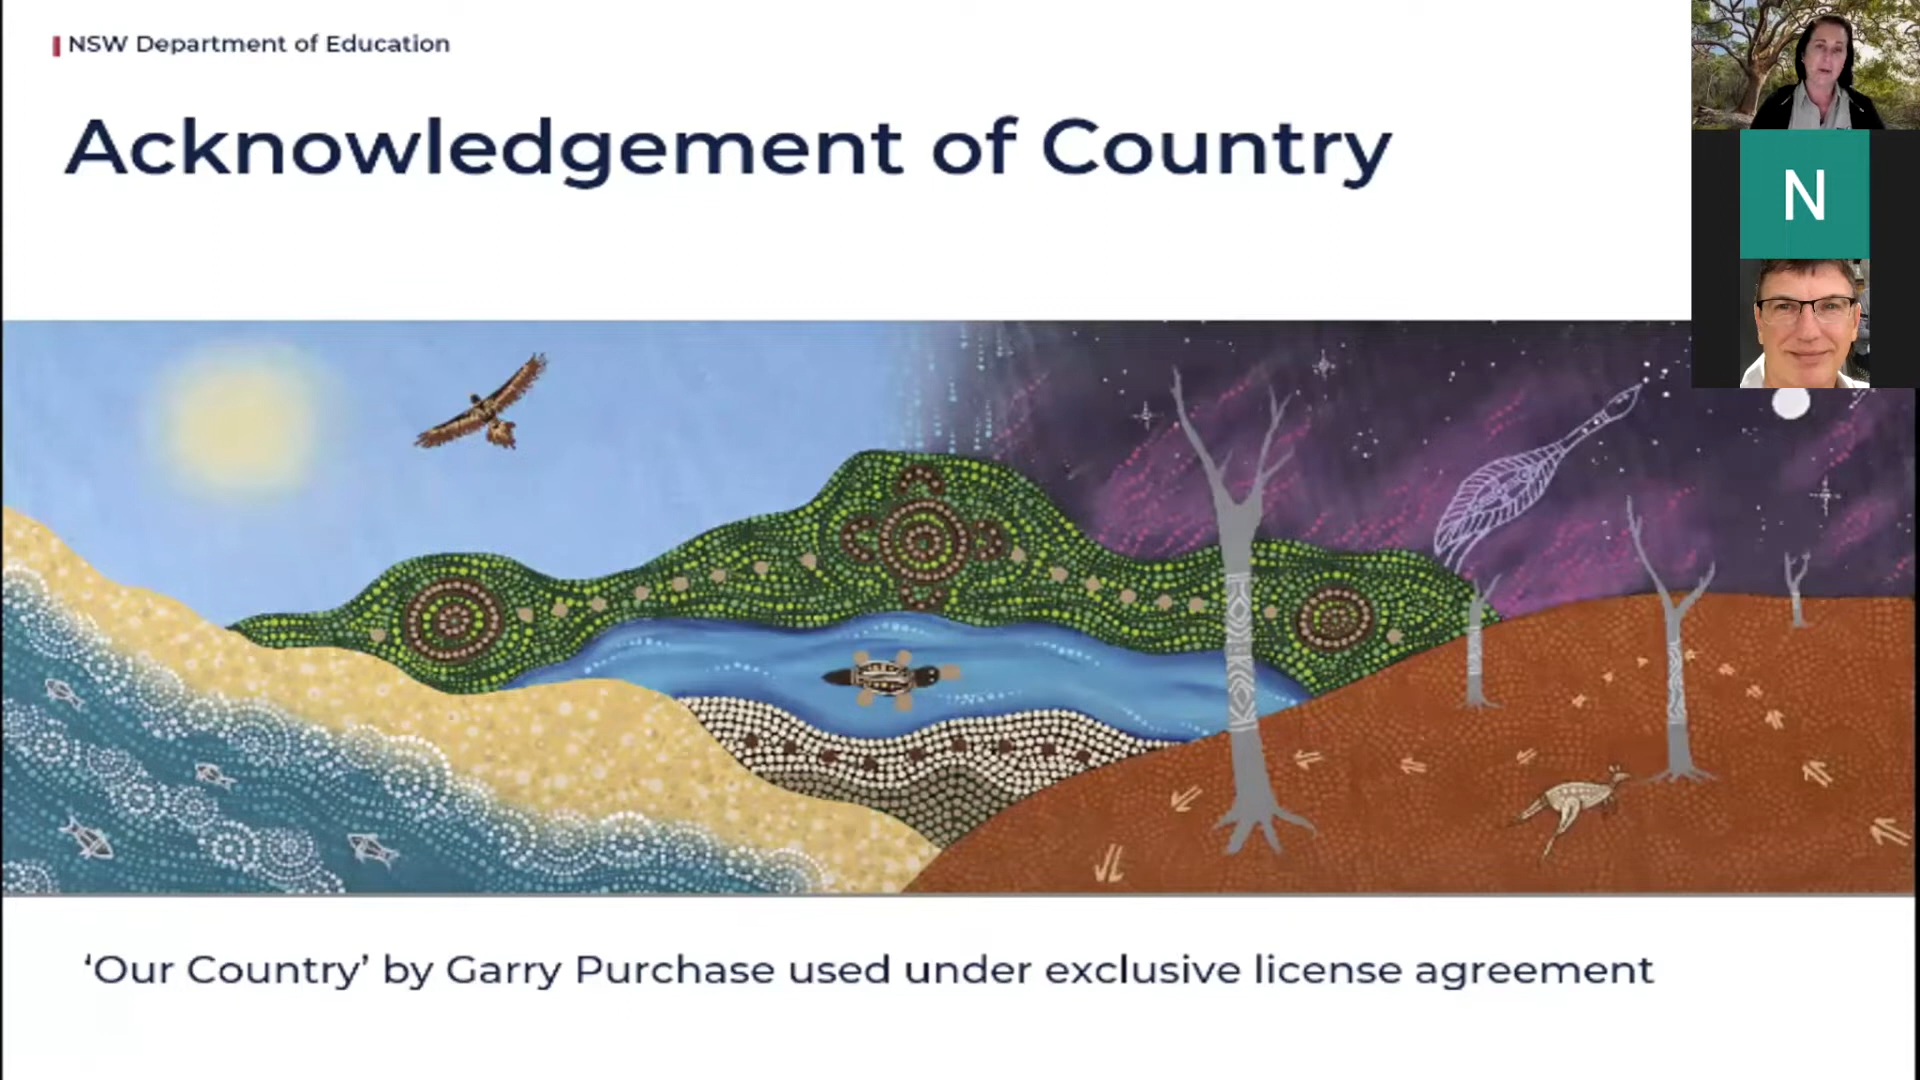 NSW Department of Education
Acknowledgement of Country
N
‘Our Country’ by Garry Purchase used under exclusive license agreement